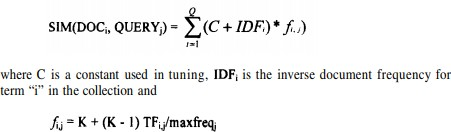 SIM(DOCᵢ, QUERYⱼ) = Q ∑ i=1 (C + IDFᵢ) * fᵢ,ⱼ)
where C is a constant used in tuning, IDFᵢ is the inverse document frequency for
term “i” in the collection and
fᵢ,ⱼ = K + (K - 1) TFᵢ,ⱼ/maxfreqⱼ